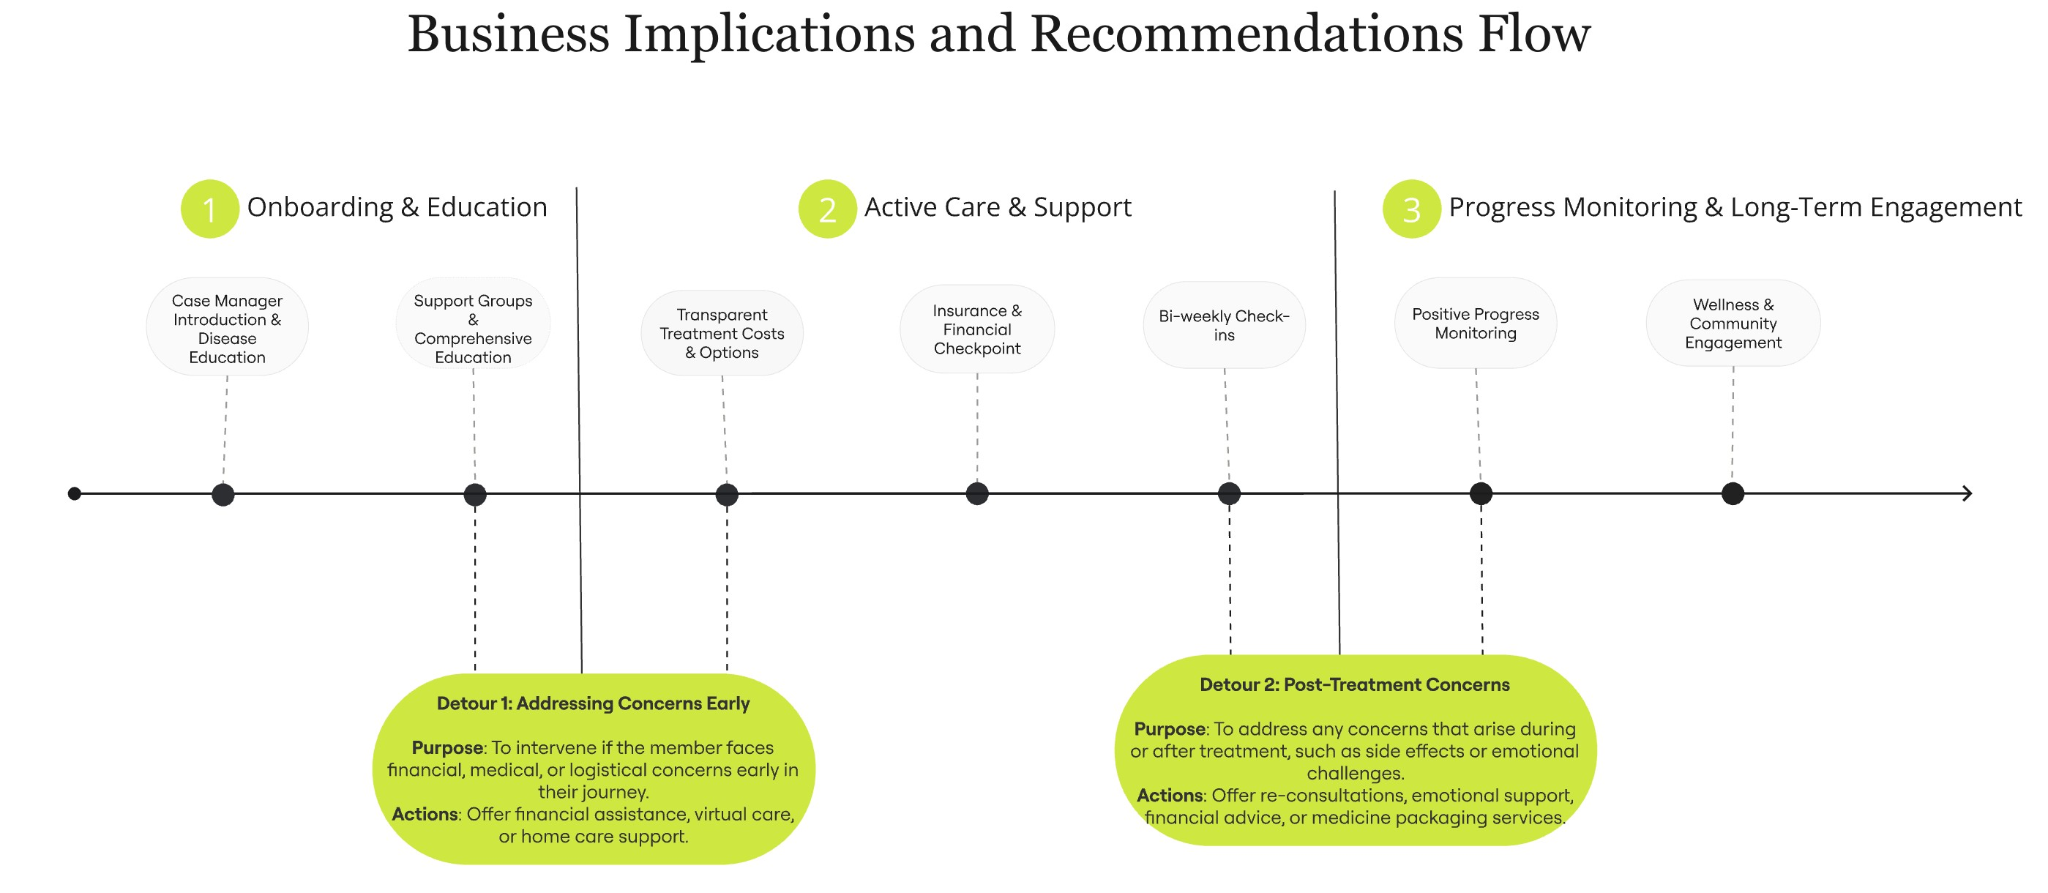 Business Implications and Recommendations Flow
1
Onboarding & Education
2
Active Care & Support
3
Progress Monitoring & Long-Term Engagement
Case Manager
Introduction &
Disease
Education
Support Groups
&
Comprehensive
Education
Transparent
Treatment Costs
& Options
Insurance &
Financial
Checkpoint
Bi-weekly Check-
ins
Positive Progress
Monitoring
Wellness &
Community
Engagement
Detour 1: Addressing Concerns Early
Purpose: To intervene if the member faces
financial, medical, or logistical concerns early in
their journey.
Actions: Offer financial assistance, virtual care,
or home care support.
Detour 2: Post-Treatment Concerns
Purpose: To address any concerns that arise during
or after treatment, such as side effects or emotional
challenges.
Actions: Offer re-consultations, emotional support,
financial advice, or medicine packaging services.